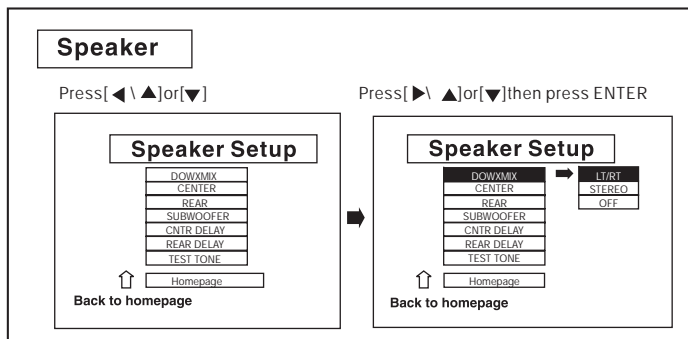 Speaker
Press[ ◀ \ ▲]or[▼]
Speaker Setup
DOWXMIX
CENTER
REAR
SUBWOOFER
CNTR DELAY
REAR DELAY
TEST TONE
Homepage
Back to homepage
Press[ ▶\ ▲]or[▼]then press ENTER
Speaker Setup
DOWXMIX
LT/RT
CENTER
STEREO
REAR
OFF
SUBWOOFER
CNTR DELAY
REAR DELAY
TEST TONE
Homepage
Back to homepage